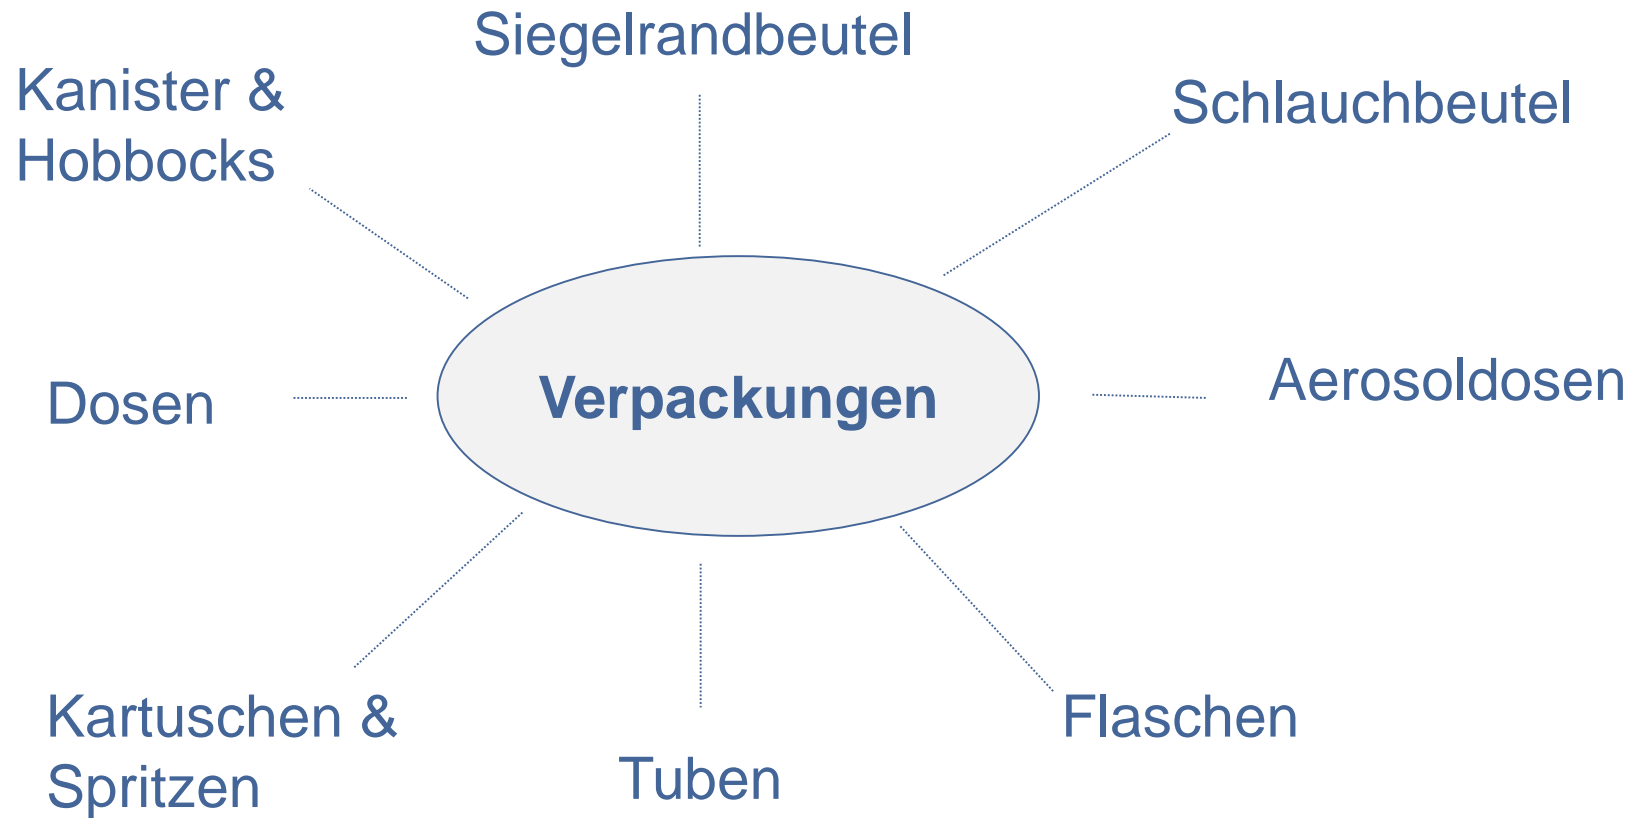 Siegelrandbeutel
Kanister &
Hobbocks
Schlauchbeutel
Dosen
Verpackungen
Aerosoldosen
Kartuschen &
Spritzen
Tuben
Flaschen